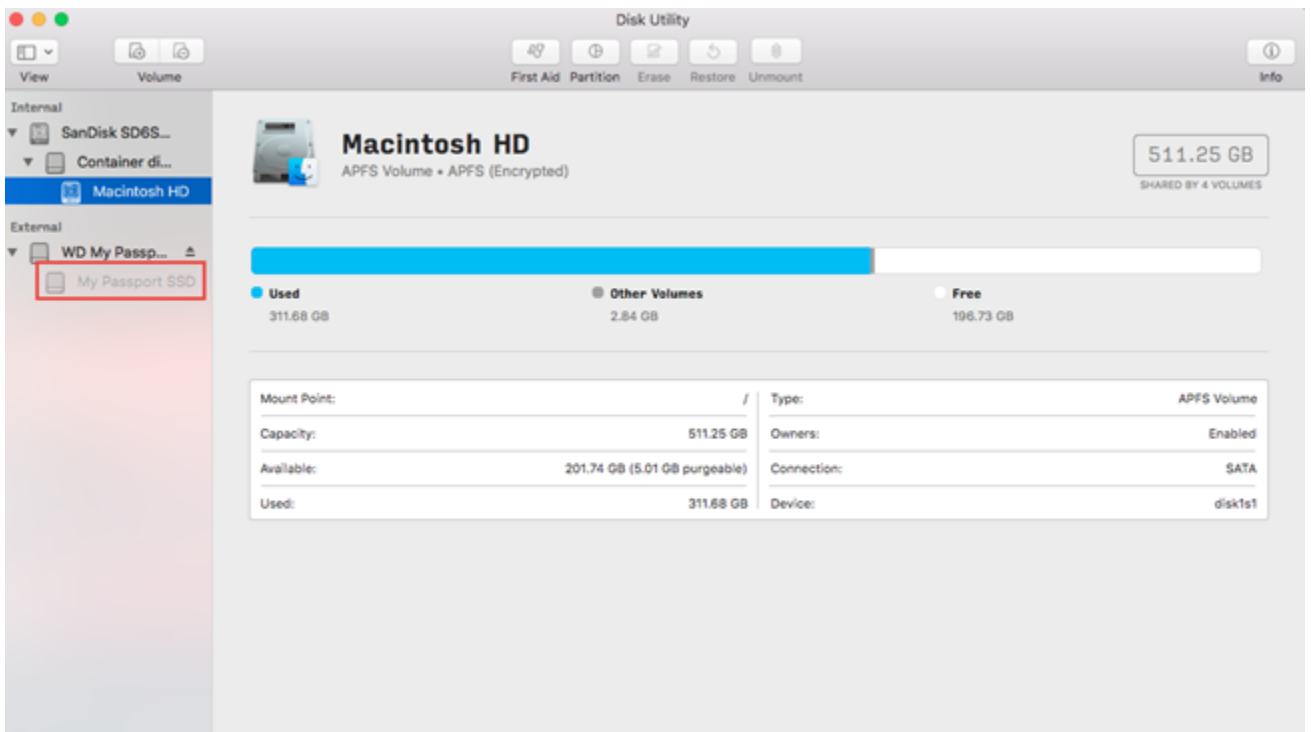 Disk Utility
View Volume First Aid Partition Erase Restore Unmount Info
Internal
SanDisk SD6S...
Container di...
Macintosh HD
External
WD My Passp...
My Passport SSD
Macintosh HD
APFS Volume • APFS (Encrypted)
511.25 GB
SHARED BY 4 VOLUMES
Used
311.68 GB
Other Volumes
2.84 GB
Free
196.73 GB
Mount Point: /
Capacity: 511.25 GB
Available: 201.74 GB (5.01 GB purgeable)
Used: 311.68 GB
Type: APFS Volume
Owners: Enabled
Connection: SATA
Device: disk1s1